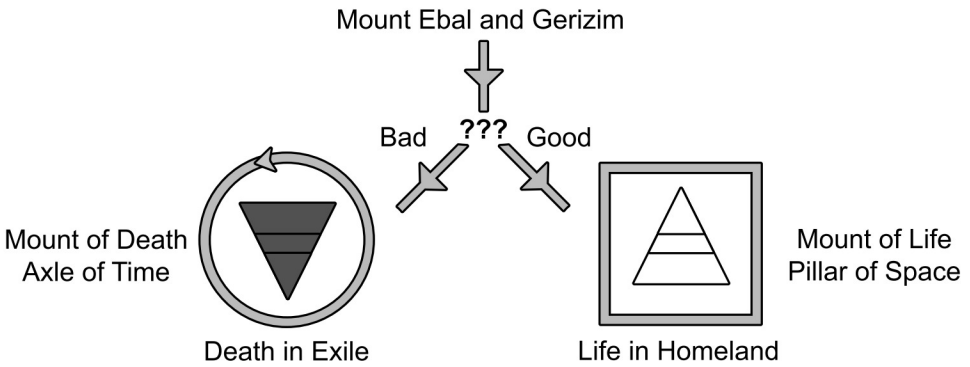 Mount Ebal and Gerizim
???
Bad
Good
Mount of Death
Axle of Time
Mount of Life
Pillar of Space
Death in Exile
Life in Homeland